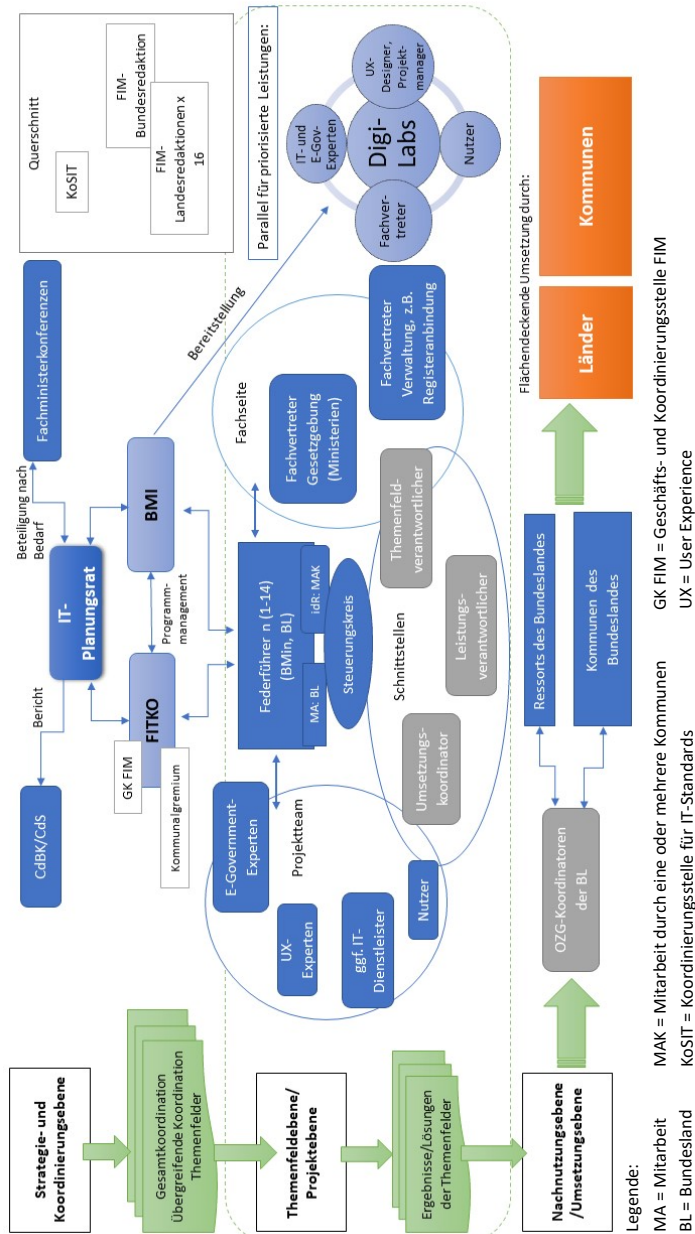 Strategie- und
Koordinierungsebene
Gesamtkoordination
Übergreifende Koordination
Themenfelder
Themenfeldebene/
Projektebene
Ergebnisse/Lösungen
der Themenfelder
Nachnutzungsebene
/Umsetzungsebene
CdBK/CdS
Bericht
IT-
Planungsrat
Beteiligung nach
Bedarf
Fachministerkonferenzen
GK FIM
FITKO
Kommunalgremium
Programm-
management
BMI
Bereitstellung
Querschnitt
KoSIT
FIM-
Bundesredaktion
FIM-
Landesredaktionen x
16
E-Government-
Experten
Projektteam
UX-
Experten
ggf. IT-
Dienstleister
Nutzer
Federführer n (1-14)
(BMin, BL)
MA: BL
idR: MAK
Steuerungskreis
Schnittstellen
Umsetzungs-
koordinator
Leistungs-
verantwortlicher
Themenfeld-
verantwortlicher
Fachseite
Fachvertreter
Gesetzgebung
(Ministerien)
Fachvertreter
Verwaltung, z.B.
Registeranbindung
Parallel für priorisierte Leistungen:
IT- und
E-Gov-
Experten
UX-
Designer,
Projekt-
manager
Digi-
Labs
Fachver-
treter
Nutzer
OZG-Koordinatoren
der BL
Ressorts des Bundeslandes
Kommunen des
Bundeslandes
Flächendeckende Umsetzung durch:
Länder
Kommunen
Legende:
MA = Mitarbeit
BL = Bundesland
MAK = Mitarbeit durch eine oder mehrere Kommunen
KoSIT = Koordinierungsstelle für IT-Standards
GK FIM = Geschäfts- und Koordinierungsstelle FIM
UX = User Experience